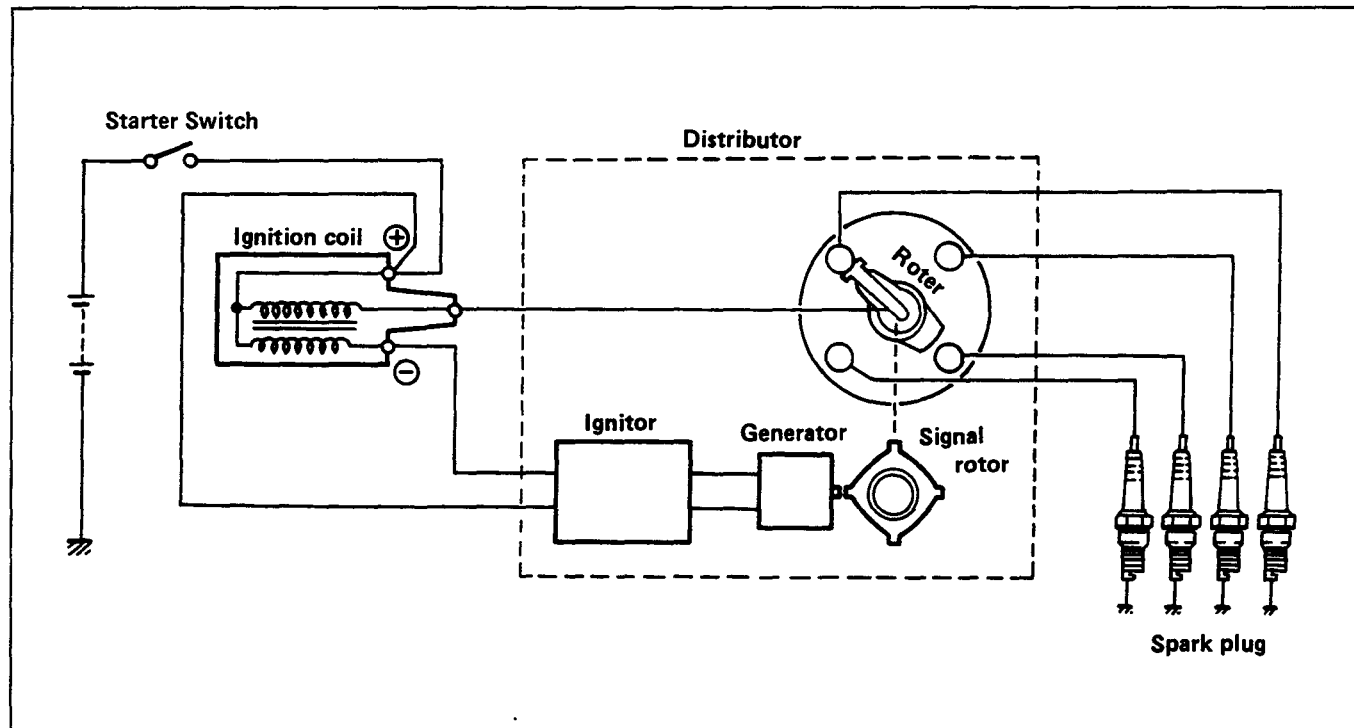 Starter Switch
Distributor
Ignition coil
+
Roter
−
Ignitor
Generator
Signal
rotor
Spark plug